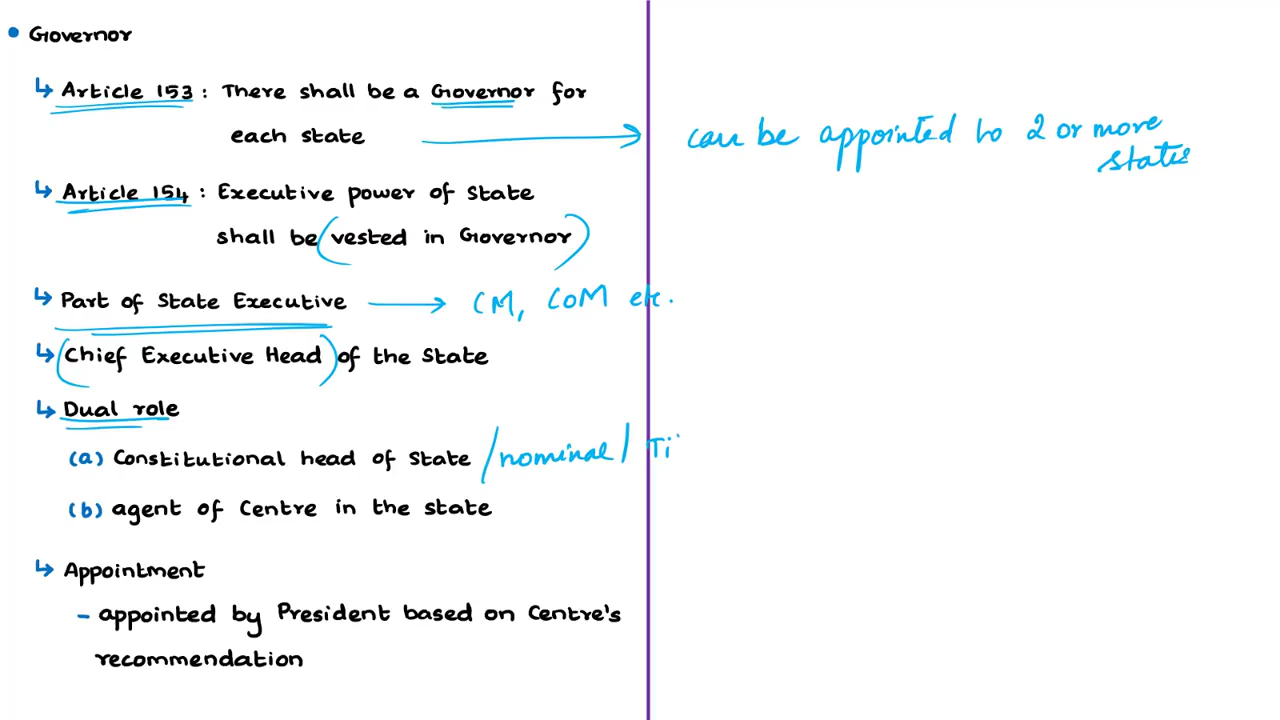 • Governor
↳ Article 153 : There shall be a Governor for
each state → can be appointed to 2 or more
states
↳ Article 154 : Executive power of State
shall be (vested in Governor)
↳ Part of State Executive → CM, COM etc.
↳ (Chief Executive Head) of the State
↳ Dual role
(a) Constitutional head of State /nominal/ Ti
(b) agent of Centre in the state
↳ Appointment
- appointed by President based on Centre's
recommendation